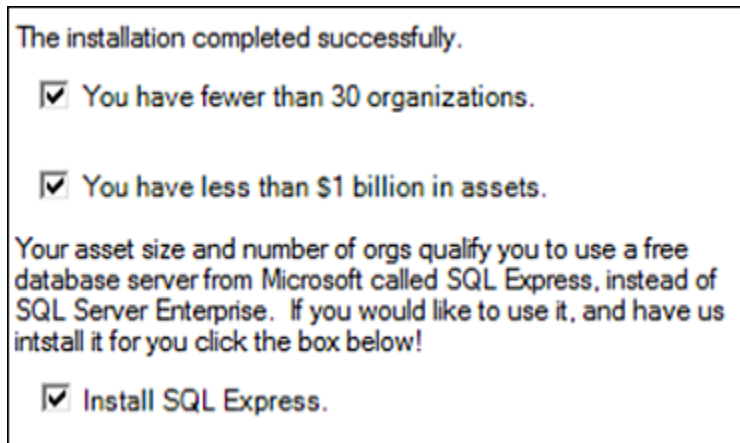 The installation completed successfully.
You have fewer than 30 organizations.
You have less than $1 billion in assets.
Your asset size and number of orgs qualify you to use a free
database server from Microsoft called SQL Express, instead of
SQL Server Enterprise.  If you would like to use it, and have us
intstall it for you click the box below!
Install SQL Express.